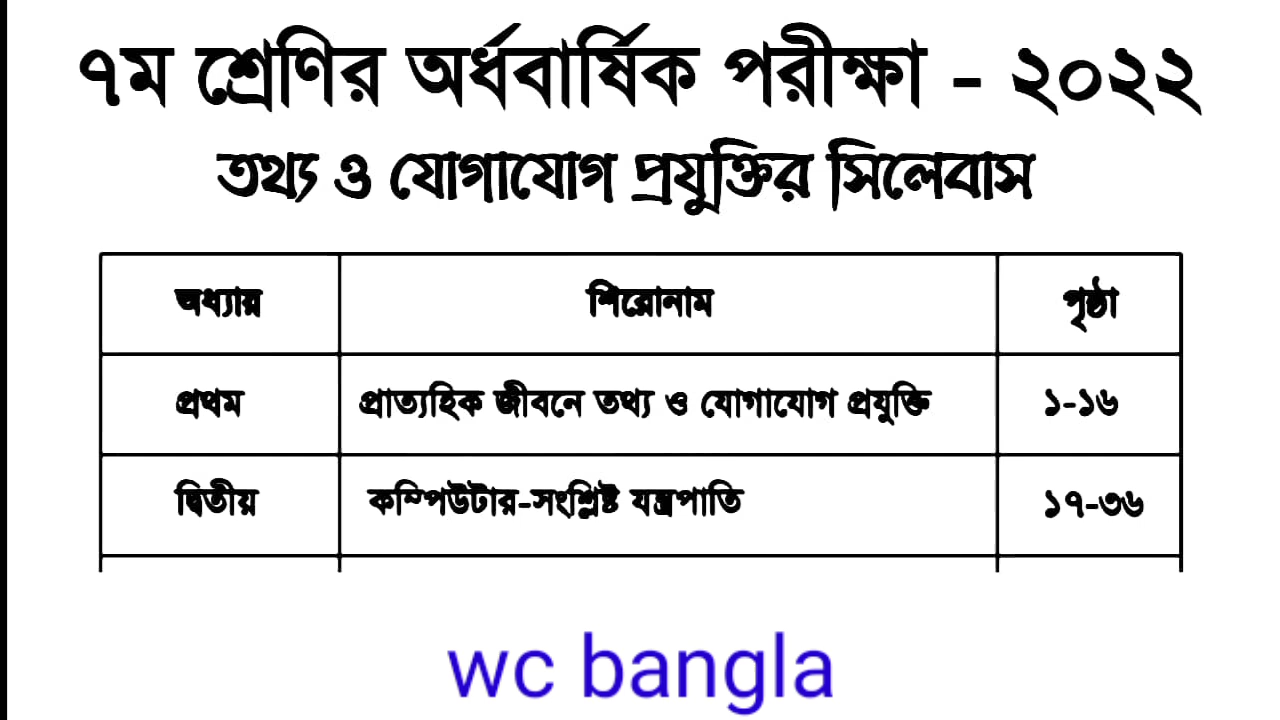 ৭ম শ্রেণির অর্ধবার্ষিক পরীক্ষা - ২০২২
তথ্য ও যোগাযোগ প্রযুক্তির সিলেবাস
অধ্যায় শিরোনাম পৃষ্ঠা
প্রথম প্রাত্যহিক জীবনে তথ্য ও যোগাযোগ প্রযুক্তি ১-১৬
দ্বিতীয় কম্পিউটার-সংশ্লিষ্ট যন্ত্রপাতি ১৭-৩৬
wc bangla